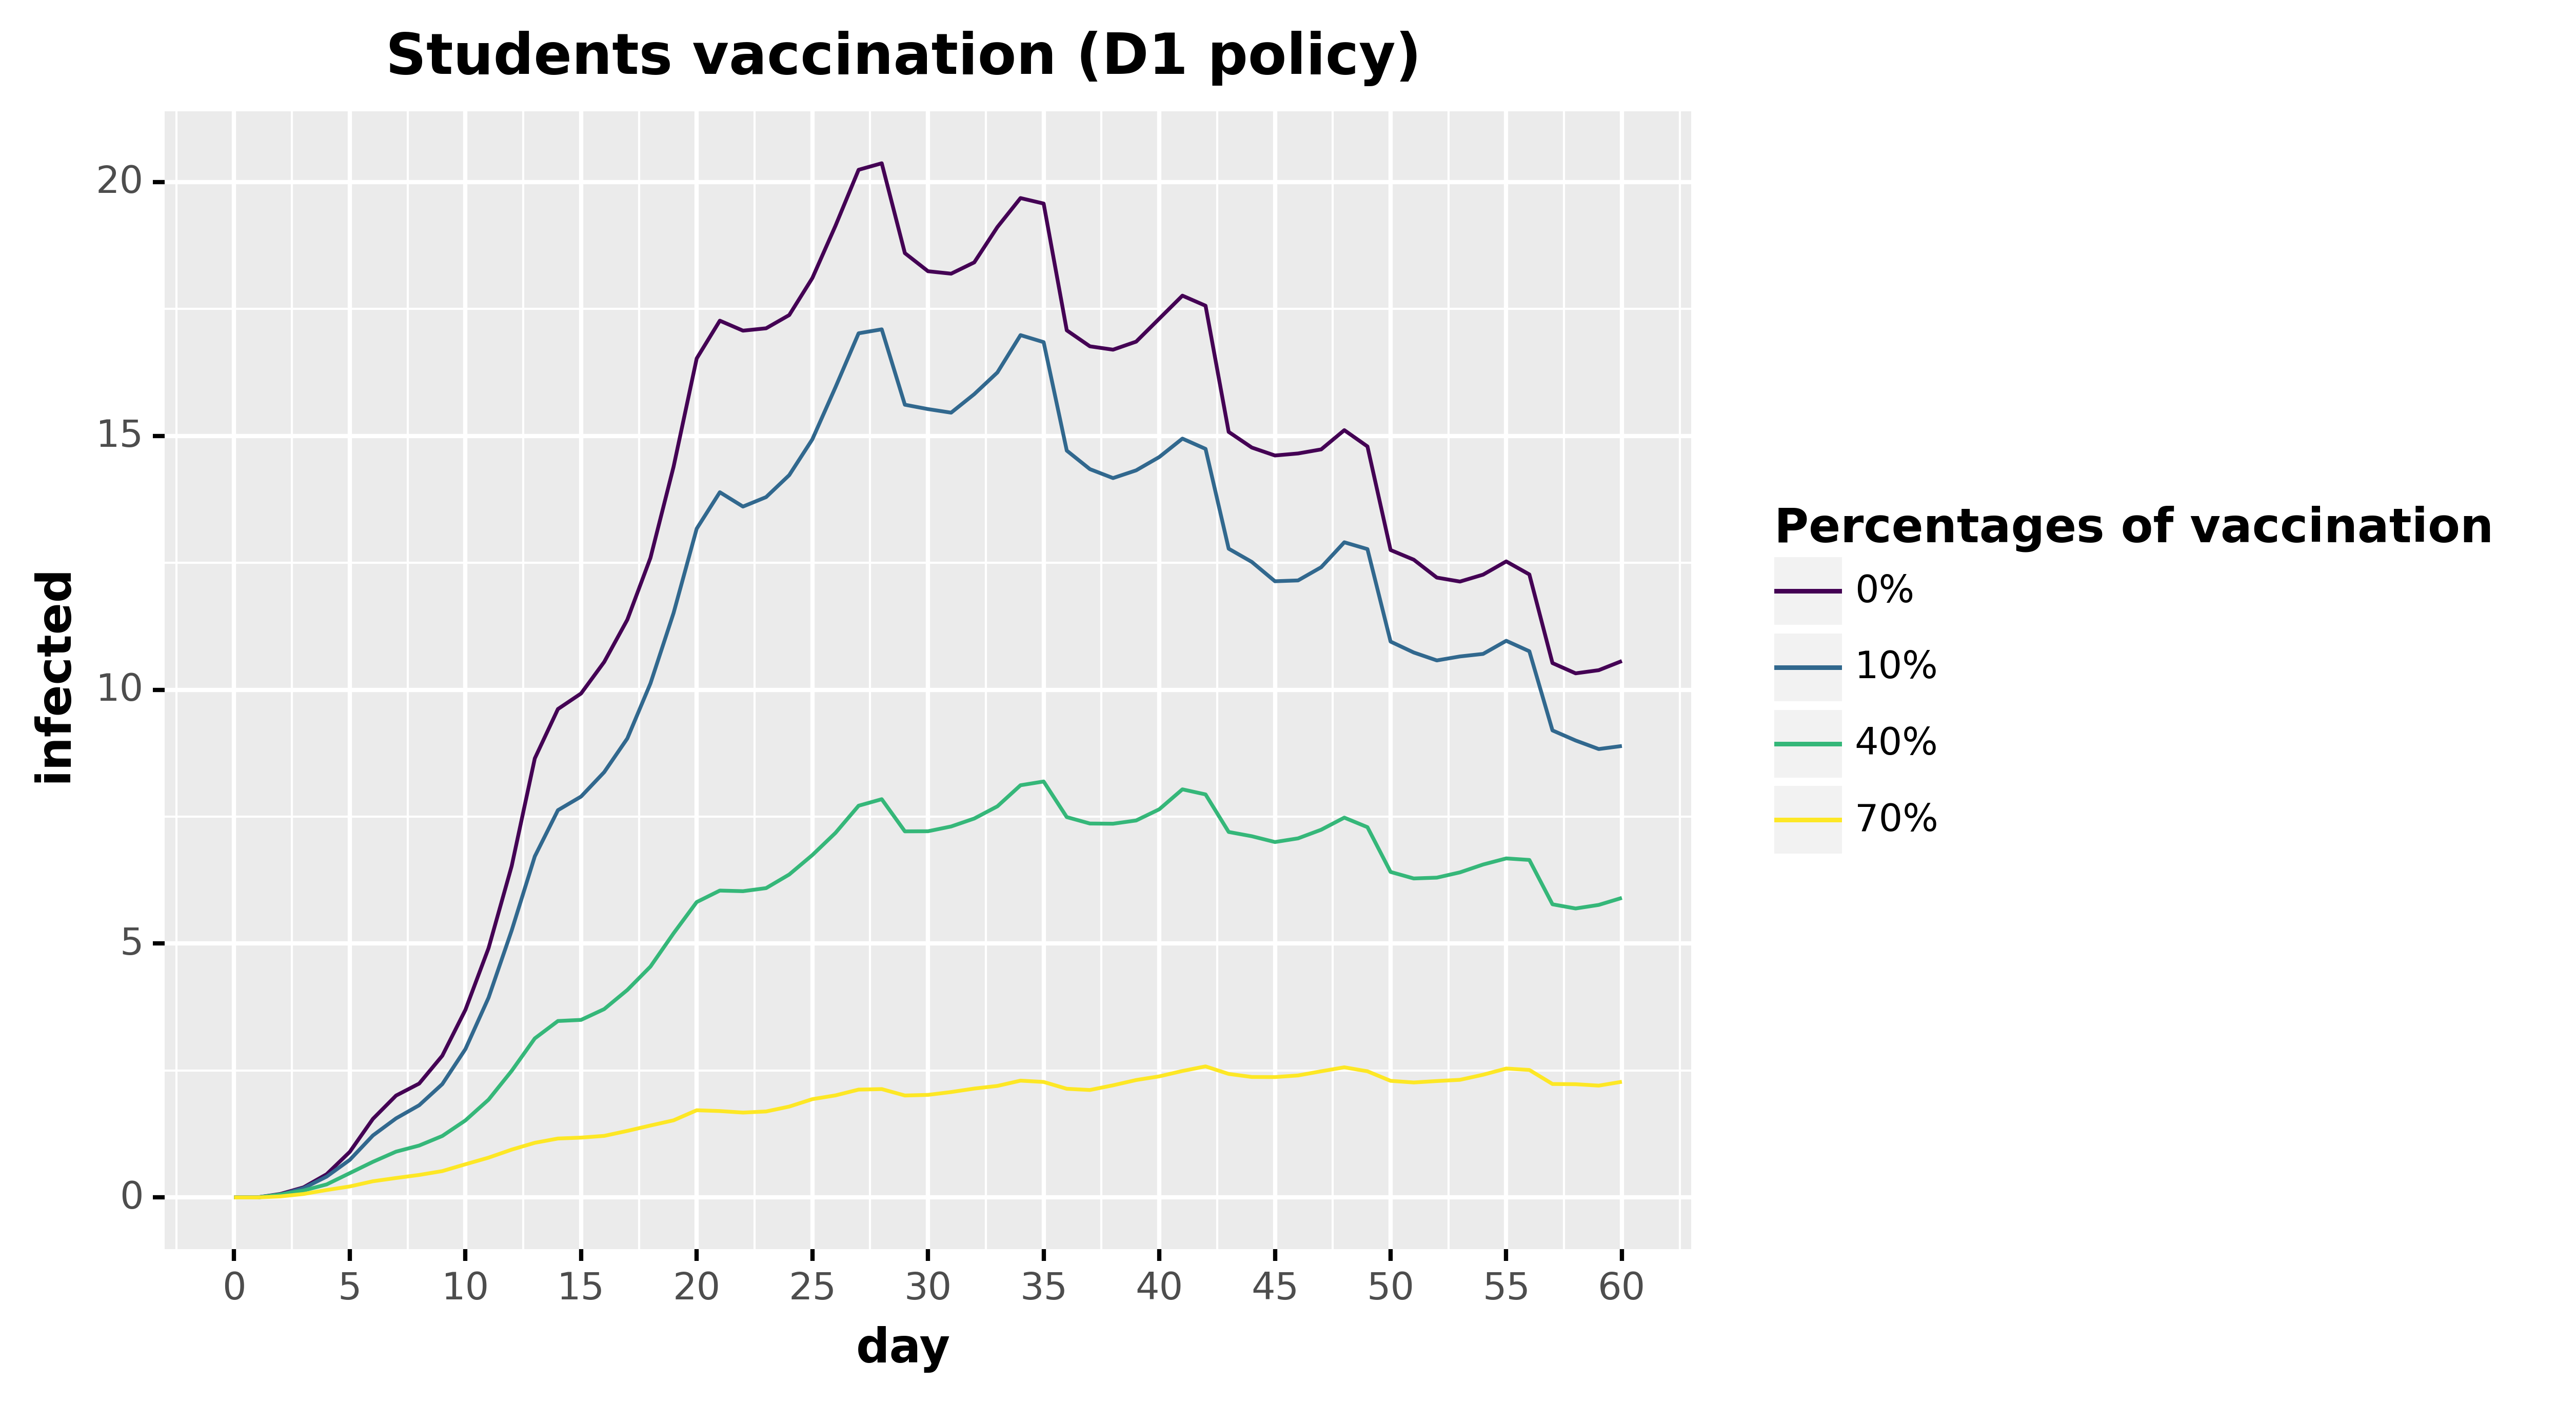 Students vaccination (D1 policy)
infected
20
15
10
5
0
0 5 10 15 20 25 30 35 40 45 50 55 60
day
Percentages of vaccination
0%
10%
40%
70%